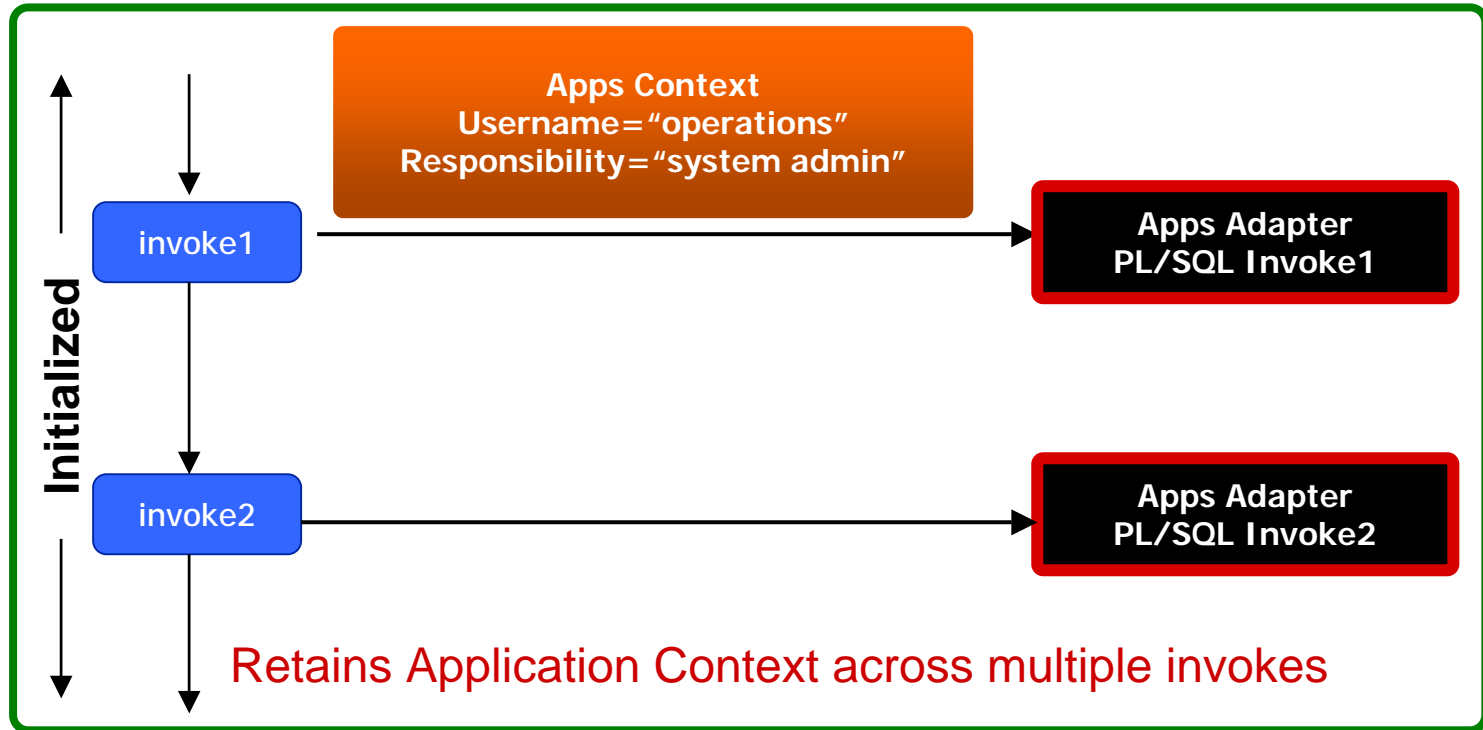 Apps Context
Username=“operations”
Responsibility=“system admin”
invoke1
Apps Adapter
PL/SQL Invoke1
Initialized
invoke2
Apps Adapter
PL/SQL Invoke2
Retains Application Context across multiple invokes